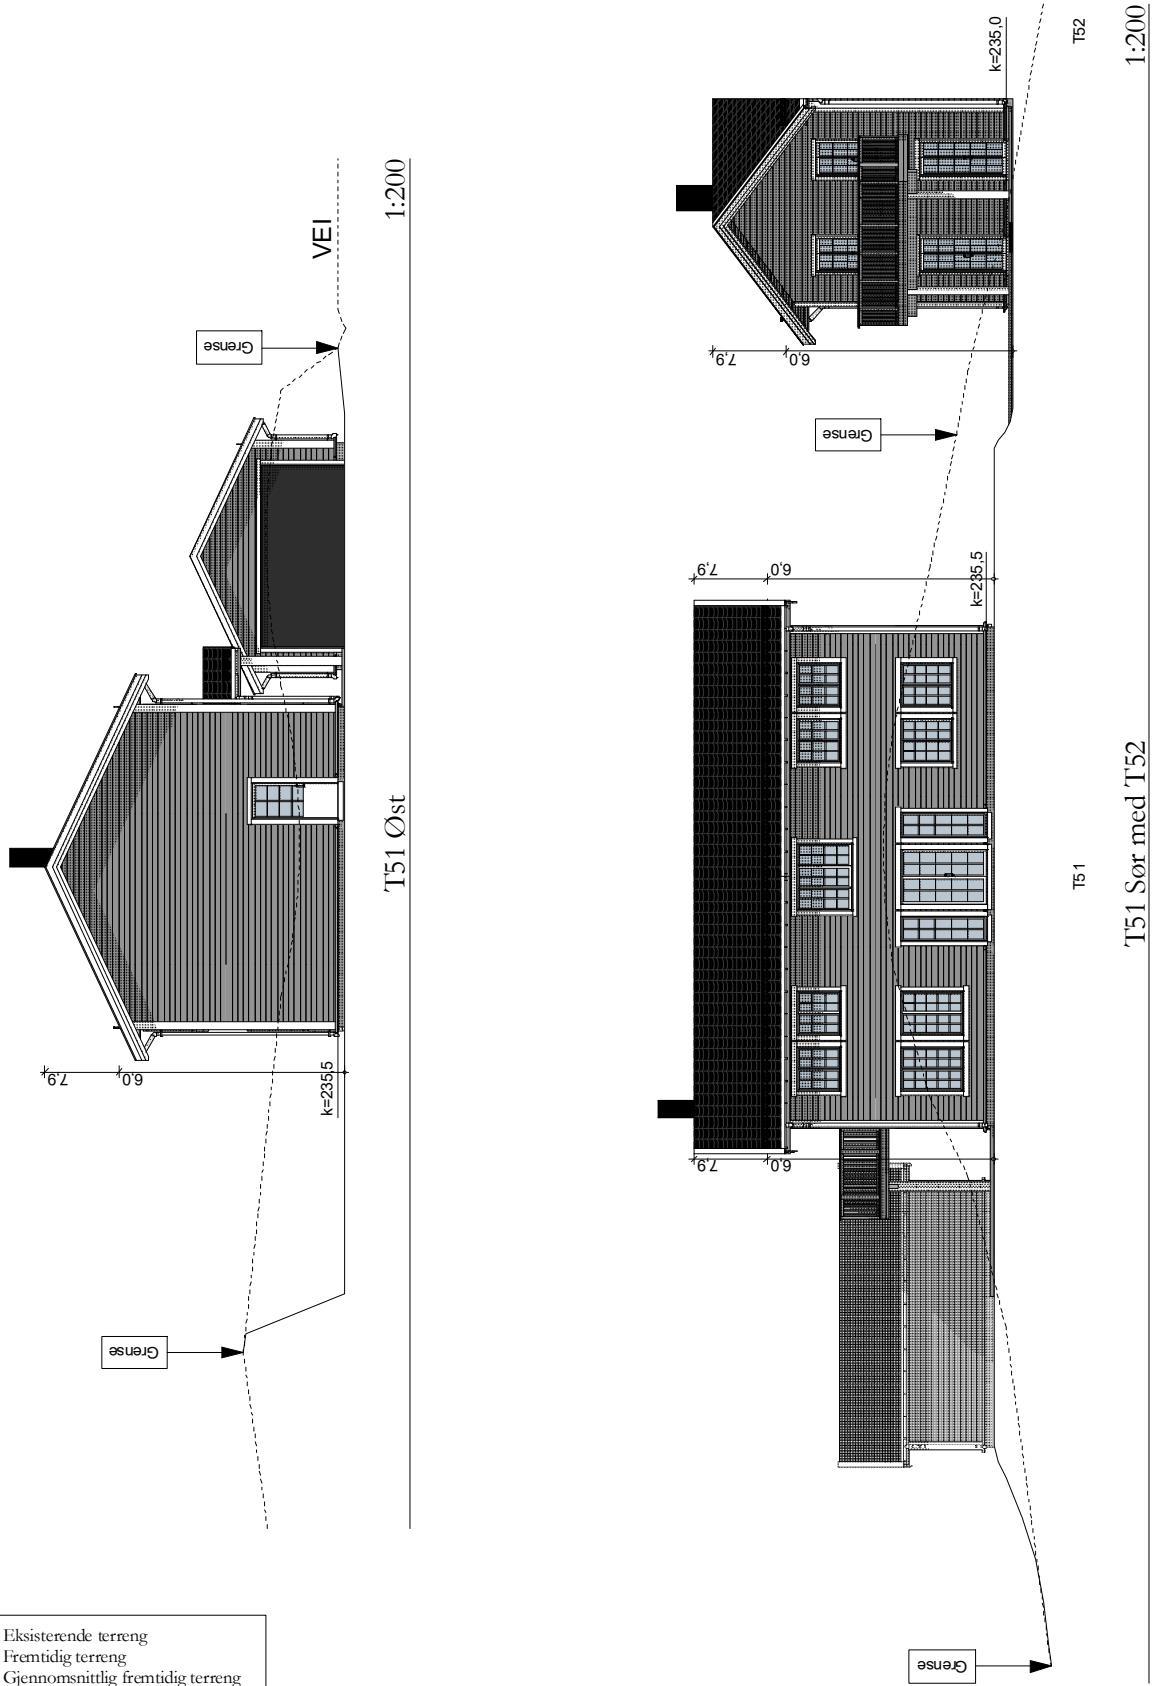 VEI
1:200
Grense
7,9
6,0
k=235,5
T51 Øst
Grense
k=235,0
T52
1:200
7,9
6,0
Grense
7,9
6,0
k=235,5
T51
T51 Sør med T52
7,9
6,0
Grense
Eksisterende terreng
Fremtidig terreng
Gjennomsnittlig fremtidig terreng